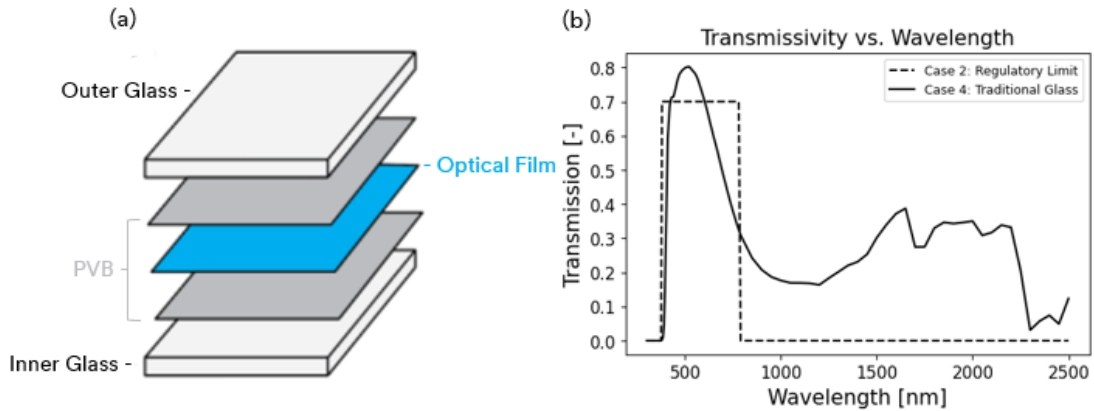 (a)
Outer Glass -
- Optical Film
PVB
Inner Glass -
(b)
Transmissivity vs. Wavelength
Case 2: Regulatory Limit
Case 4: Traditional Glass
Transmission [-]
0.8
0.7
0.6
0.5
0.4
0.3
0.2
0.1
0.0
500
1000
1500
2000
2500
Wavelength [nm]